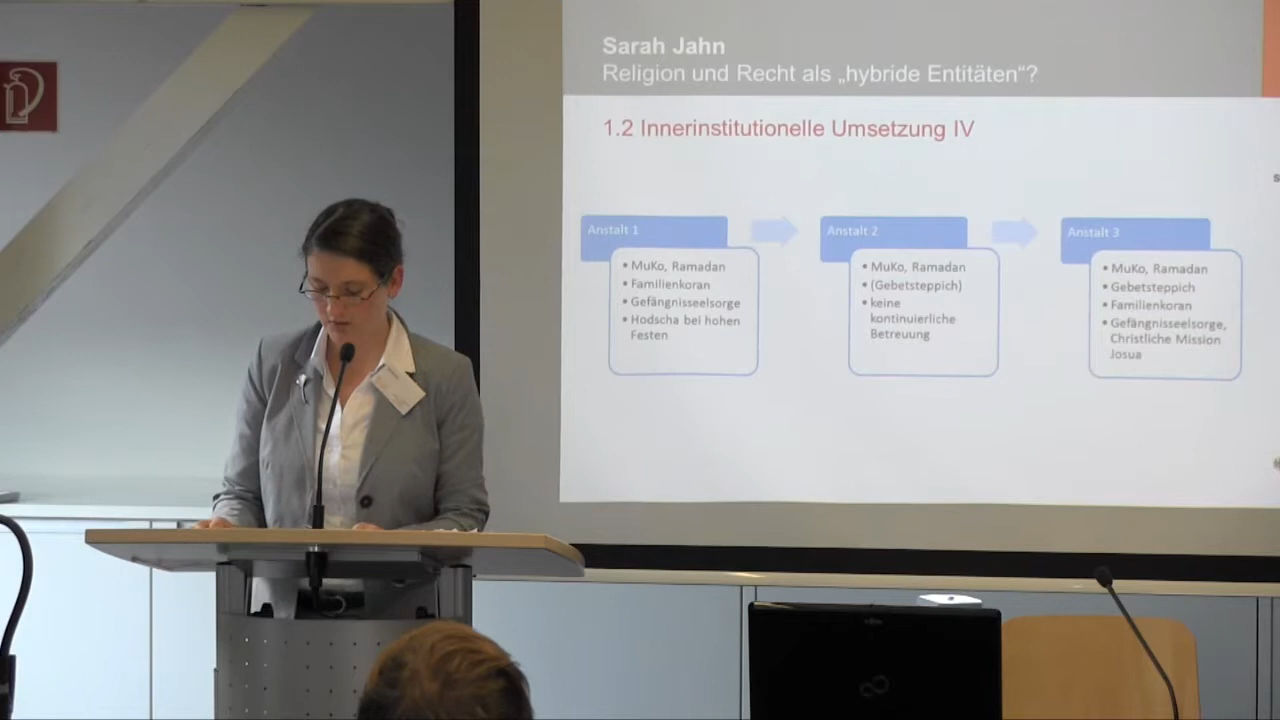 Sarah Jahn
Religion und Recht als „hybride Entitäten“?
1.2 Innerinstitutionelle Umsetzung IV
Anstalt 1
• MuKo, Ramadan
• Familienkoran
• Gefängnisseelsorge
• Hodscha bei hohen
Festen
Anstalt 2
• MuKo, Ramadan
• (Gebetsteppich)
• keine
kontinuierliche
Betreuung
Anstalt 3
• MuKo, Ramadan
• Gebetsteppich
• Familienkoran
• Gefängnisseelsorge,
Christliche Mission
Josua